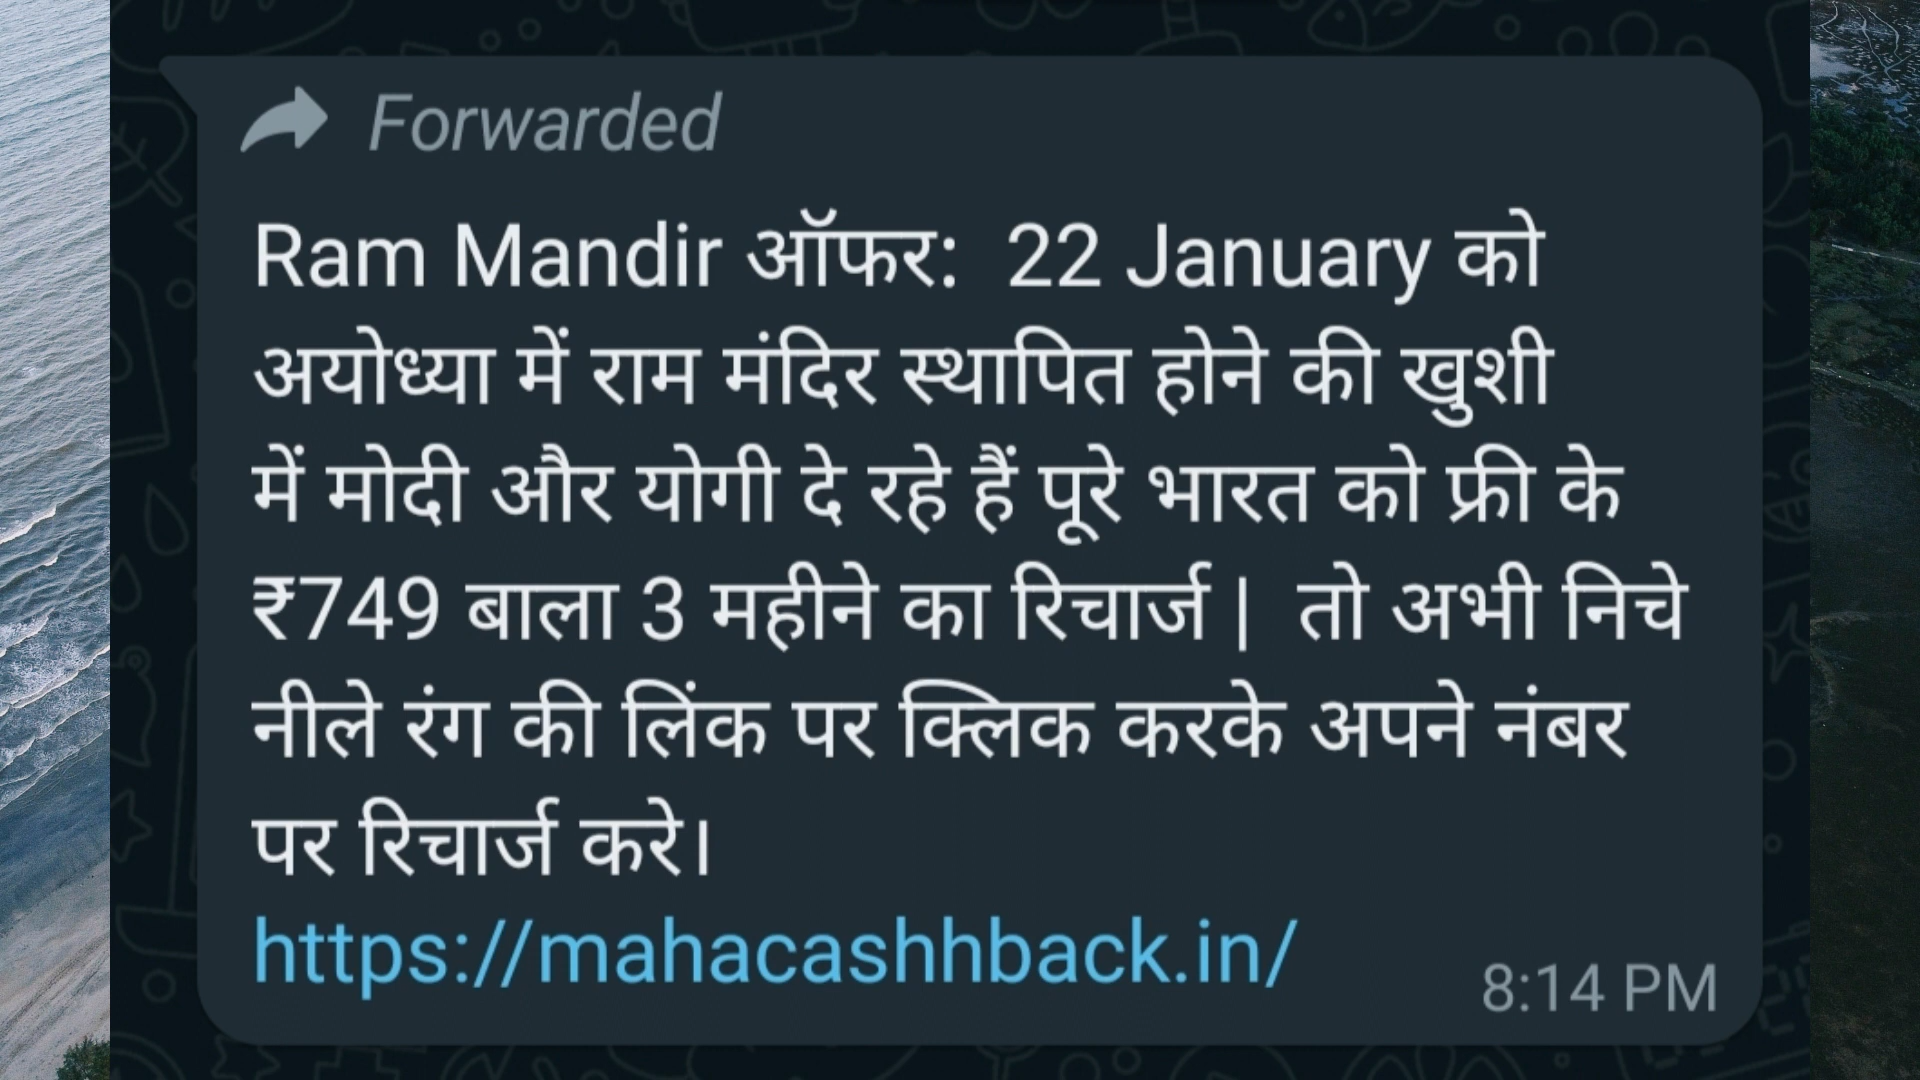 Forwarded
Ram Mandir ऑफर:  22 January को
अयोध्या में राम मंदिर स्थापित होने की खुशी
में मोदी और योगी दे रहे हैं पूरे भारत को फ्री के
₹749 बाला 3 महीने का रिचार्ज |  तो अभी निचे
नीले रंग की लिंक पर क्लिक करके अपने नंबर
पर रिचार्ज करे।
https://mahacashhback.in/
8:14 PM